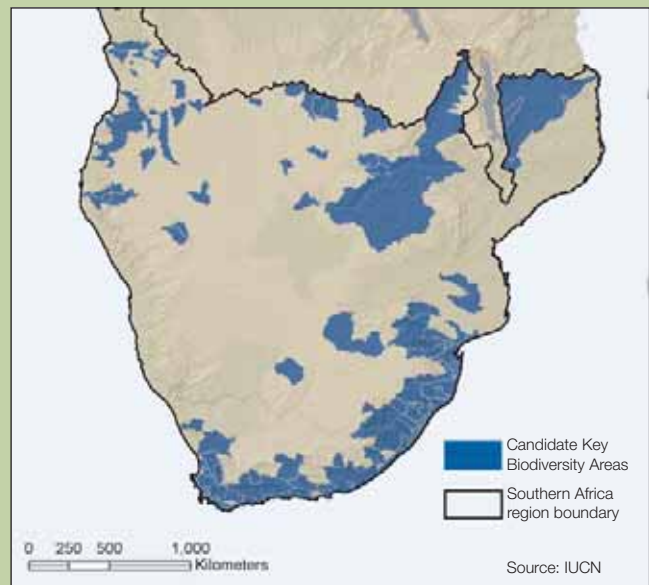 Candidate Key
Biodiversity Areas
Southern Africa
region boundary
0 250 500 1,000
Kilometers
Source: IUCN